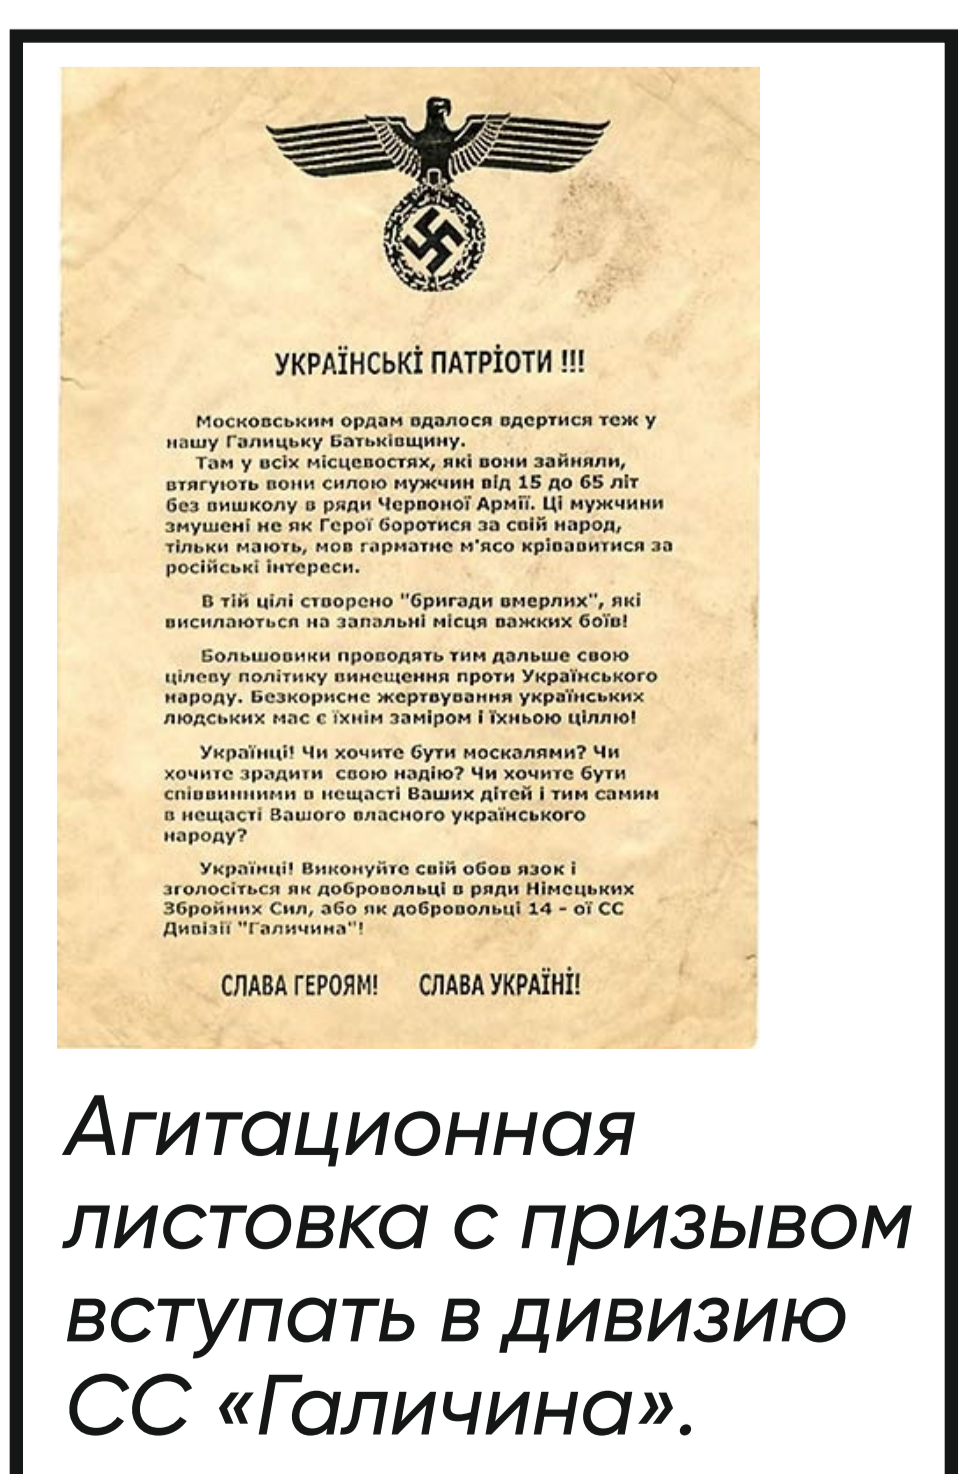 УКРАЇНСЬКІ ПАТРІОТИ !!!
Московським ордам вдалося вдертися теж у
нашу Галицьку Батьківщину.
Там у всіх місцевостях, які вони зайняли,
втягують вони силою мужчин від 15 до 65 літ
без вишколу в ряди Червоної Армії. Ці мужчини
змушені не як Герої боротися за свій народ,
тільки мають, мов гарматне м'ясо крівавитися за
російські інтереси.
В тій цілі створено "бригади вмерлих", які
висилаються на запальні місця важких боїв!
Большовики проводять тим дальше свою
цілеву політику винещення проти Українського
народу. Безкорисне жертвування українських
людських мас є їхнім заміром і їхньою ціллю!
Українці! Чи хочите бути москалями? Чи
хочите зрадити свою надію? Чи хочите бути
співвинними в нещасті Ваших дітей і тим самим
в нещасті Вашого власного українського
народу?
Українці! Виконуйте свій обов язок і
зголосіться як добровольці в ряди Німецьких
Збройних Сил, або як добровольці 14 - ої СС
Дивізії "Галичина"!
СЛАВА ГЕРОЯМ! СЛАВА УКРАЇНІ!
Агитационная
листовка с призывом
вступать в дивизию
СС «Галичина».